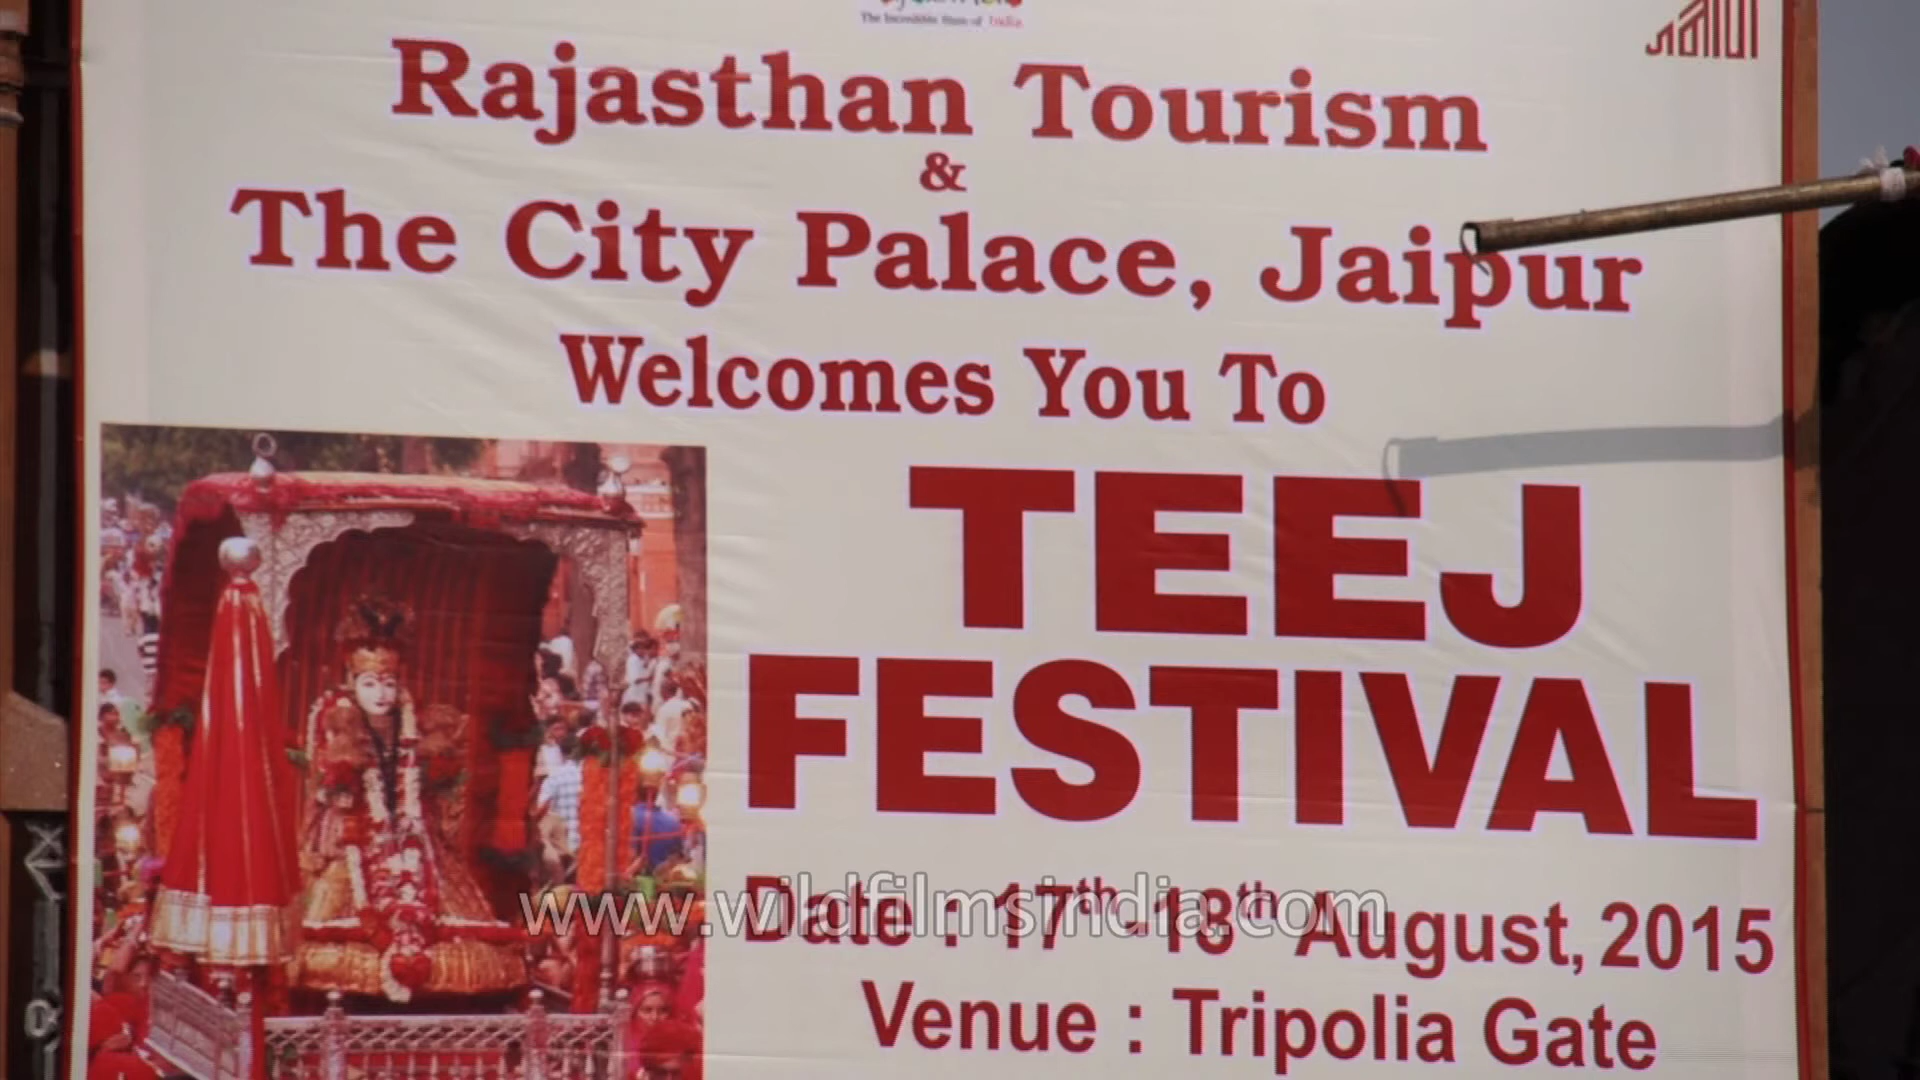 The Incredible State of India
Rajasthan Tourism
&
The City Palace, Jaipur
Welcomes You To
TEEJ
FESTIVAL
Date : 17th-18th August, 2015
Venue : Tripolia Gate
www.wildfilmsindia.com